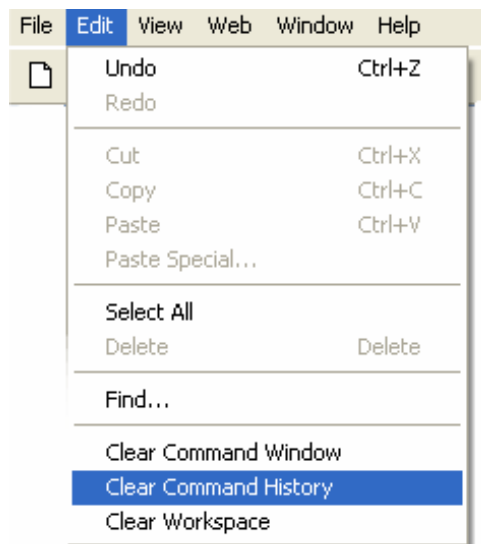 File Edit View Web Window Help
Undo Ctrl+Z
Redo
Cut Ctrl+X
Copy Ctrl+C
Paste Ctrl+V
Paste Special...
Select All
Delete Delete
Find...
Clear Command Window
Clear Command History
Clear Workspace